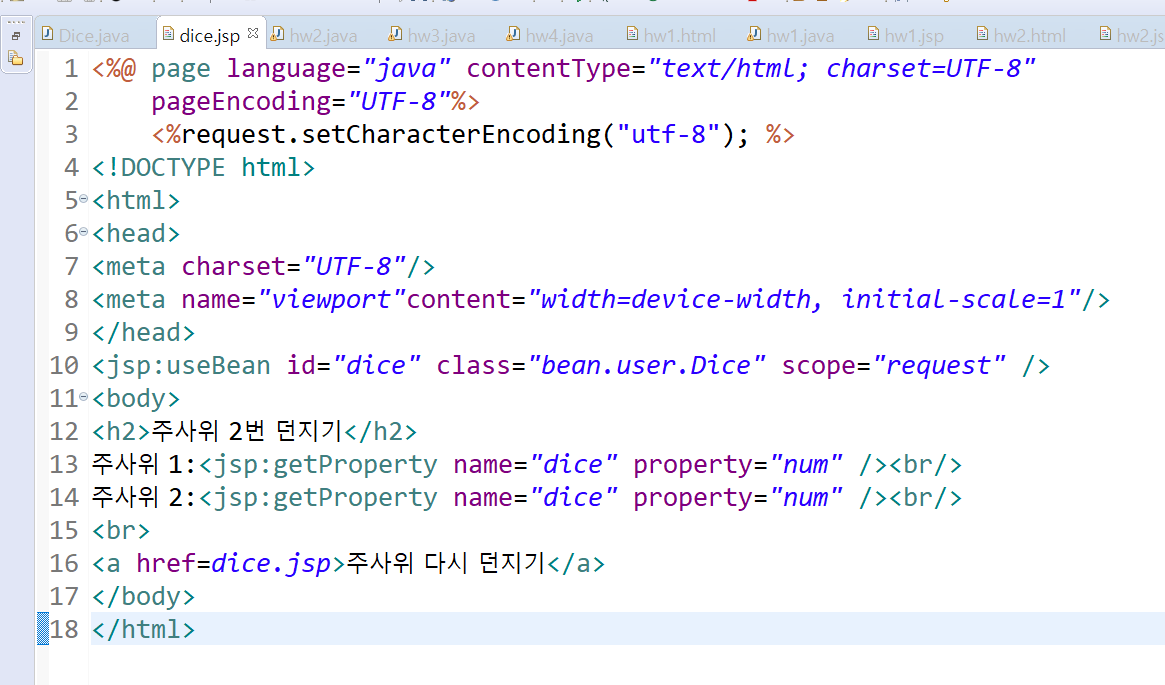 Dice.java dice.jsp hw2.java hw3.java hw4.java hw1.html hw1.java hw1.jsp hw2.html hw2.js
1 <%@ page language="java" contentType="text/html; charset=UTF-8"
2 pageEncoding="UTF-8"%>
3 <%request.setCharacterEncoding("utf-8"); %>
4 <!DOCTYPE html>
5 <html>
6 <head>
7 <meta charset="UTF-8"/>
8 <meta name="viewport"content="width=device-width, initial-scale=1"/>
9 </head>
10 <jsp:useBean id="dice" class="bean.user.Dice" scope="request" />
11 <body>
12 <h2>주사위 2번 던지기</h2>
13 주사위 1:<jsp:getProperty name="dice" property="num" /><br/>
14 주사위 2:<jsp:getProperty name="dice" property="num" /><br/>
15 <br>
16 <a href=dice.jsp>주사위 다시 던지기</a>
17 </body>
18 </html>